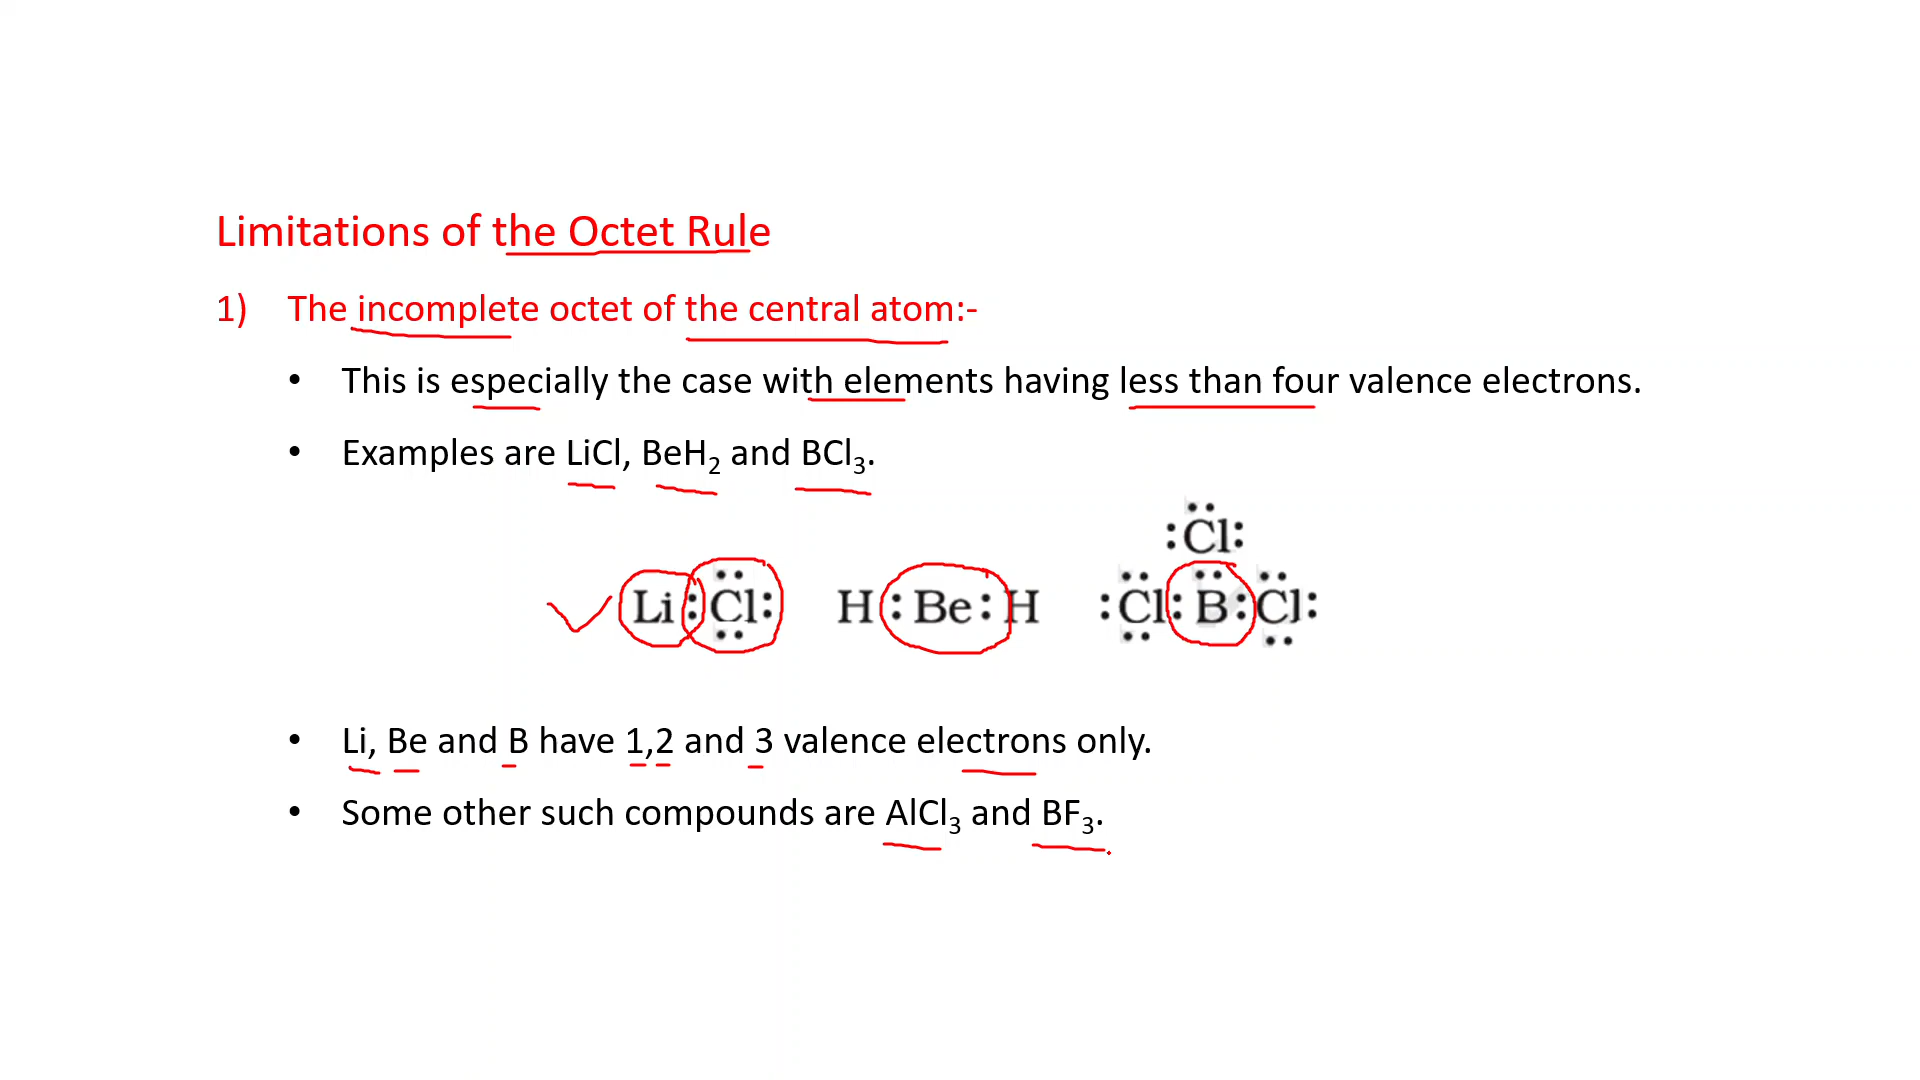 Limitations of the Octet Rule
1) The incomplete octet of the central atom:-
• This is especially the case with elements having less than four valence electrons.
• Examples are LiCl, BeH₂ and BCl₃.
:Cl:
Li:Cl: H:Be:H :Cl:B:Cl:
• Li, Be and B have 1,2 and 3 valence electrons only.
• Some other such compounds are AlCl₃ and BF₃.